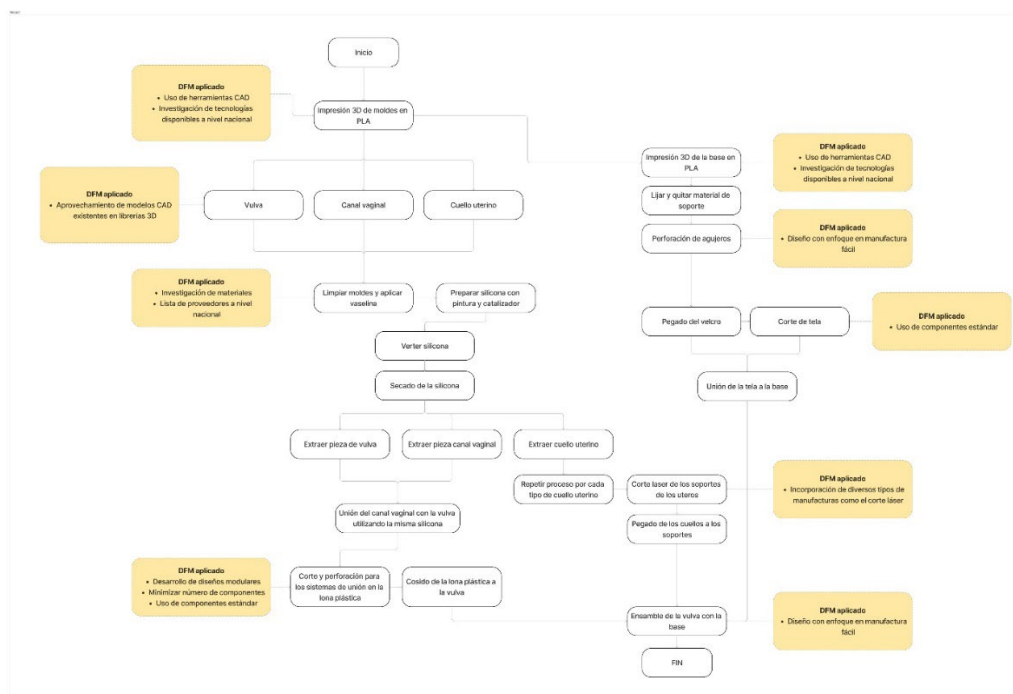 Inicio
DFM aplicado
• Uso de herramientas CAD
• Investigación de tecnologías
disponibles a nivel nacional
Impresión 3D de moldes en
PLA
Impresión 3D de la base en
PLA
DFM aplicado
• Uso de herramientas CAD
• Investigación de tecnologías
disponibles a nivel nacional
DFM aplicado
• Aprovechamiento de modelos CAD
existentes en librerias 3D
Vulva
Canal vaginal
Cuello uterino
Lijar y quitar material de
soporte
Perforación de agujeros
DFM aplicado
• Diseño con enfoque en manufactura
fácil
DFM aplicado
• Investigación de materiales
• Lista de proveedores a nivel
nacional
Limpiar moldes y aplicar
vaselina
Preparar silicona con
pintura y catalizador
Pegado del velcro
Corte de tela
DFM aplicado
• Uso de componentes estándar
Verter silicona
Secado de la silicona
Unión de la tela a la base
Extraer pieza de vulva
Extraer pieza canal vaginal
Extraer cuello uterino
Repetir proceso por cada
tipo de cuello uterino
Corte laser de los soportes
de los uteros
DFM aplicado
• Incorporación de diversos tipos de
manufacturas como el corte láser
Unión del canal vaginal con la vulva
utilizando la misma silicona
Pegado de los cuellos a los
soportes
DFM aplicado
• Desarrollo de diseños modulares
• Minimizar número de componentes
• Uso de componentes estándar
Corte y perforación para
los sistemas de unión en la
lona plástica
Cosido de la lona plástica a
la vulva
Ensamble de la vulva con la
base
DFM aplicado
• Diseño con enfoque en manufactura
fácil
FIN